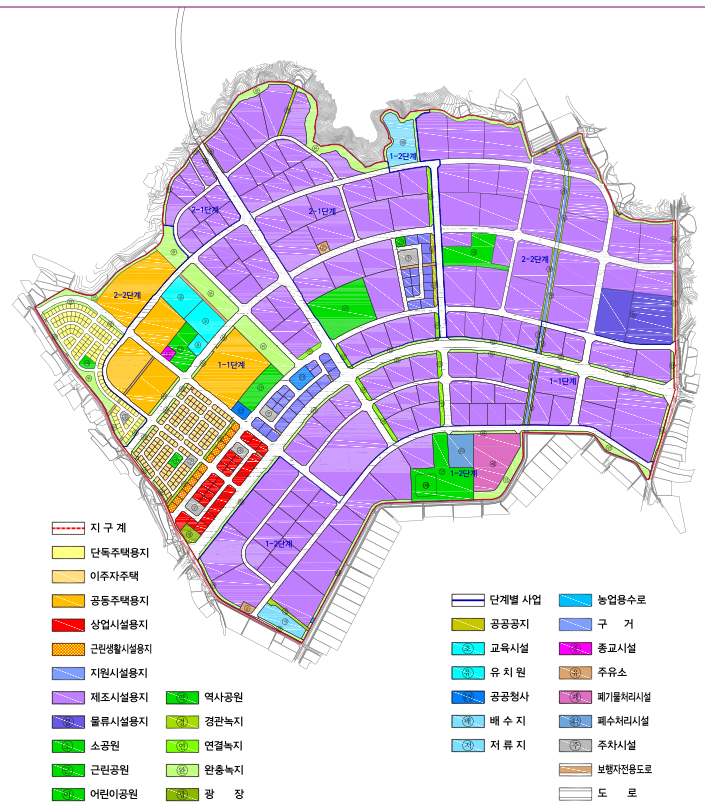 1-2단계
2-1단계
2-1단계
2-2단계
2-2단계
1-1단계
1-1단계
1-2단계
1-2단계
지 구 계
단독주택용지
이주자주택
공동주택용지
상업시설용지
근린생활시설용지
지원시설용지
제조시설용지
물류시설용지
소공원
근린공원
어린이공원
역사공원
경관녹지
연결녹지
완충녹지
광 장
단계별 사업
공공공지
교육시설
유 치 원
공공청사
배 수 지
저 류 지
농업용수로
구 거
종교시설
주유소
폐기물처리시설
폐수처리시설
주차시설
보행자전용도로
도 로